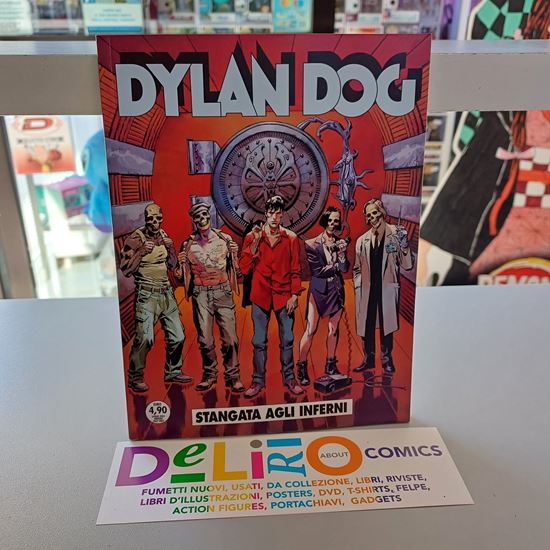 DYLAN DOG
EURO
4,90
STANGATA AGLI INFERNI
DeLiRiO ABOUT COMICS
FUMETTI NUOVI, USATI, DA COLLEZIONE, LIBRI, RIVISTE,
LIBRI D'ILLUSTRAZIONI, POSTERS, DVD, T-SHIRTS, FELPE,
ACTION FIGURES, PORTACHIAVI, GADGETS